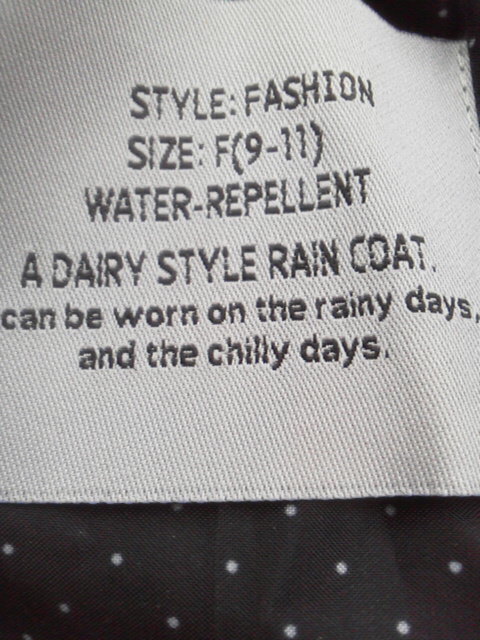 STYLE: FASHION
SIZE: F(9-11)
WATER-REPELLENT
A DAIRY STYLE RAIN COAT.
can be worn on the rainy days,
and the chilly days.